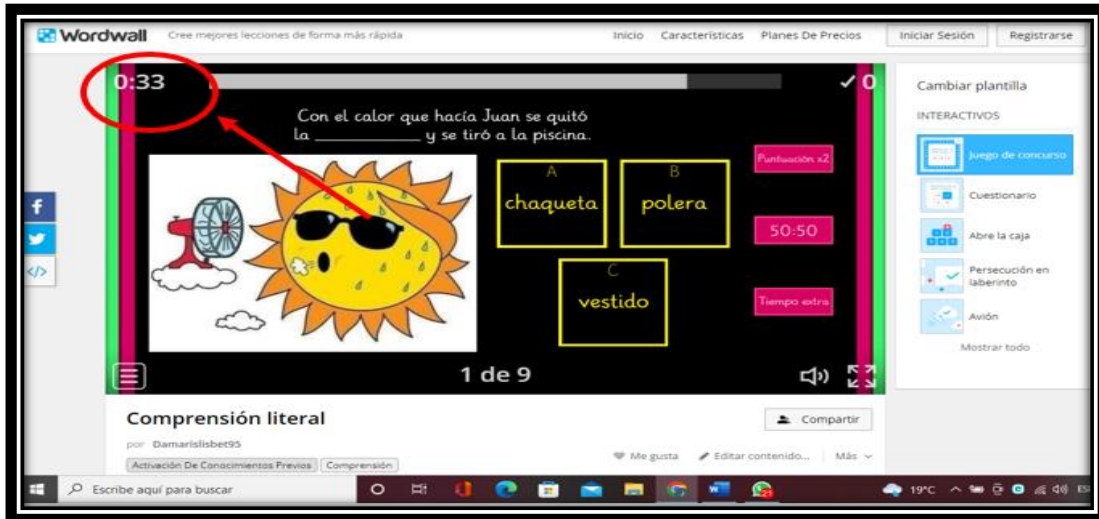 Wordwall Cree mejores lecciones de forma más rápida Inicio Características Planes De Precios Iniciar Sesión Registrarse
0:33 0
Con el calor que hacía Juan se quitó
la __________ y se tiró a la piscina.
A
chaqueta
B
polera
C
vestido
Puntuación x2
50:50
Tiempo extra
1 de 9
Cambiar plantilla
INTERACTIVOS
Juego de concurso
Cuestionario
Abre la caja
Persecución en
laberinto
Avión
Mostrar todo
Comprensión literal
Compartir
por Damarislisbet95
Me gusta Editar contenido... Más
Activación De Conocimientos Previos Comprensión
Escribe aquí para buscar 19°C